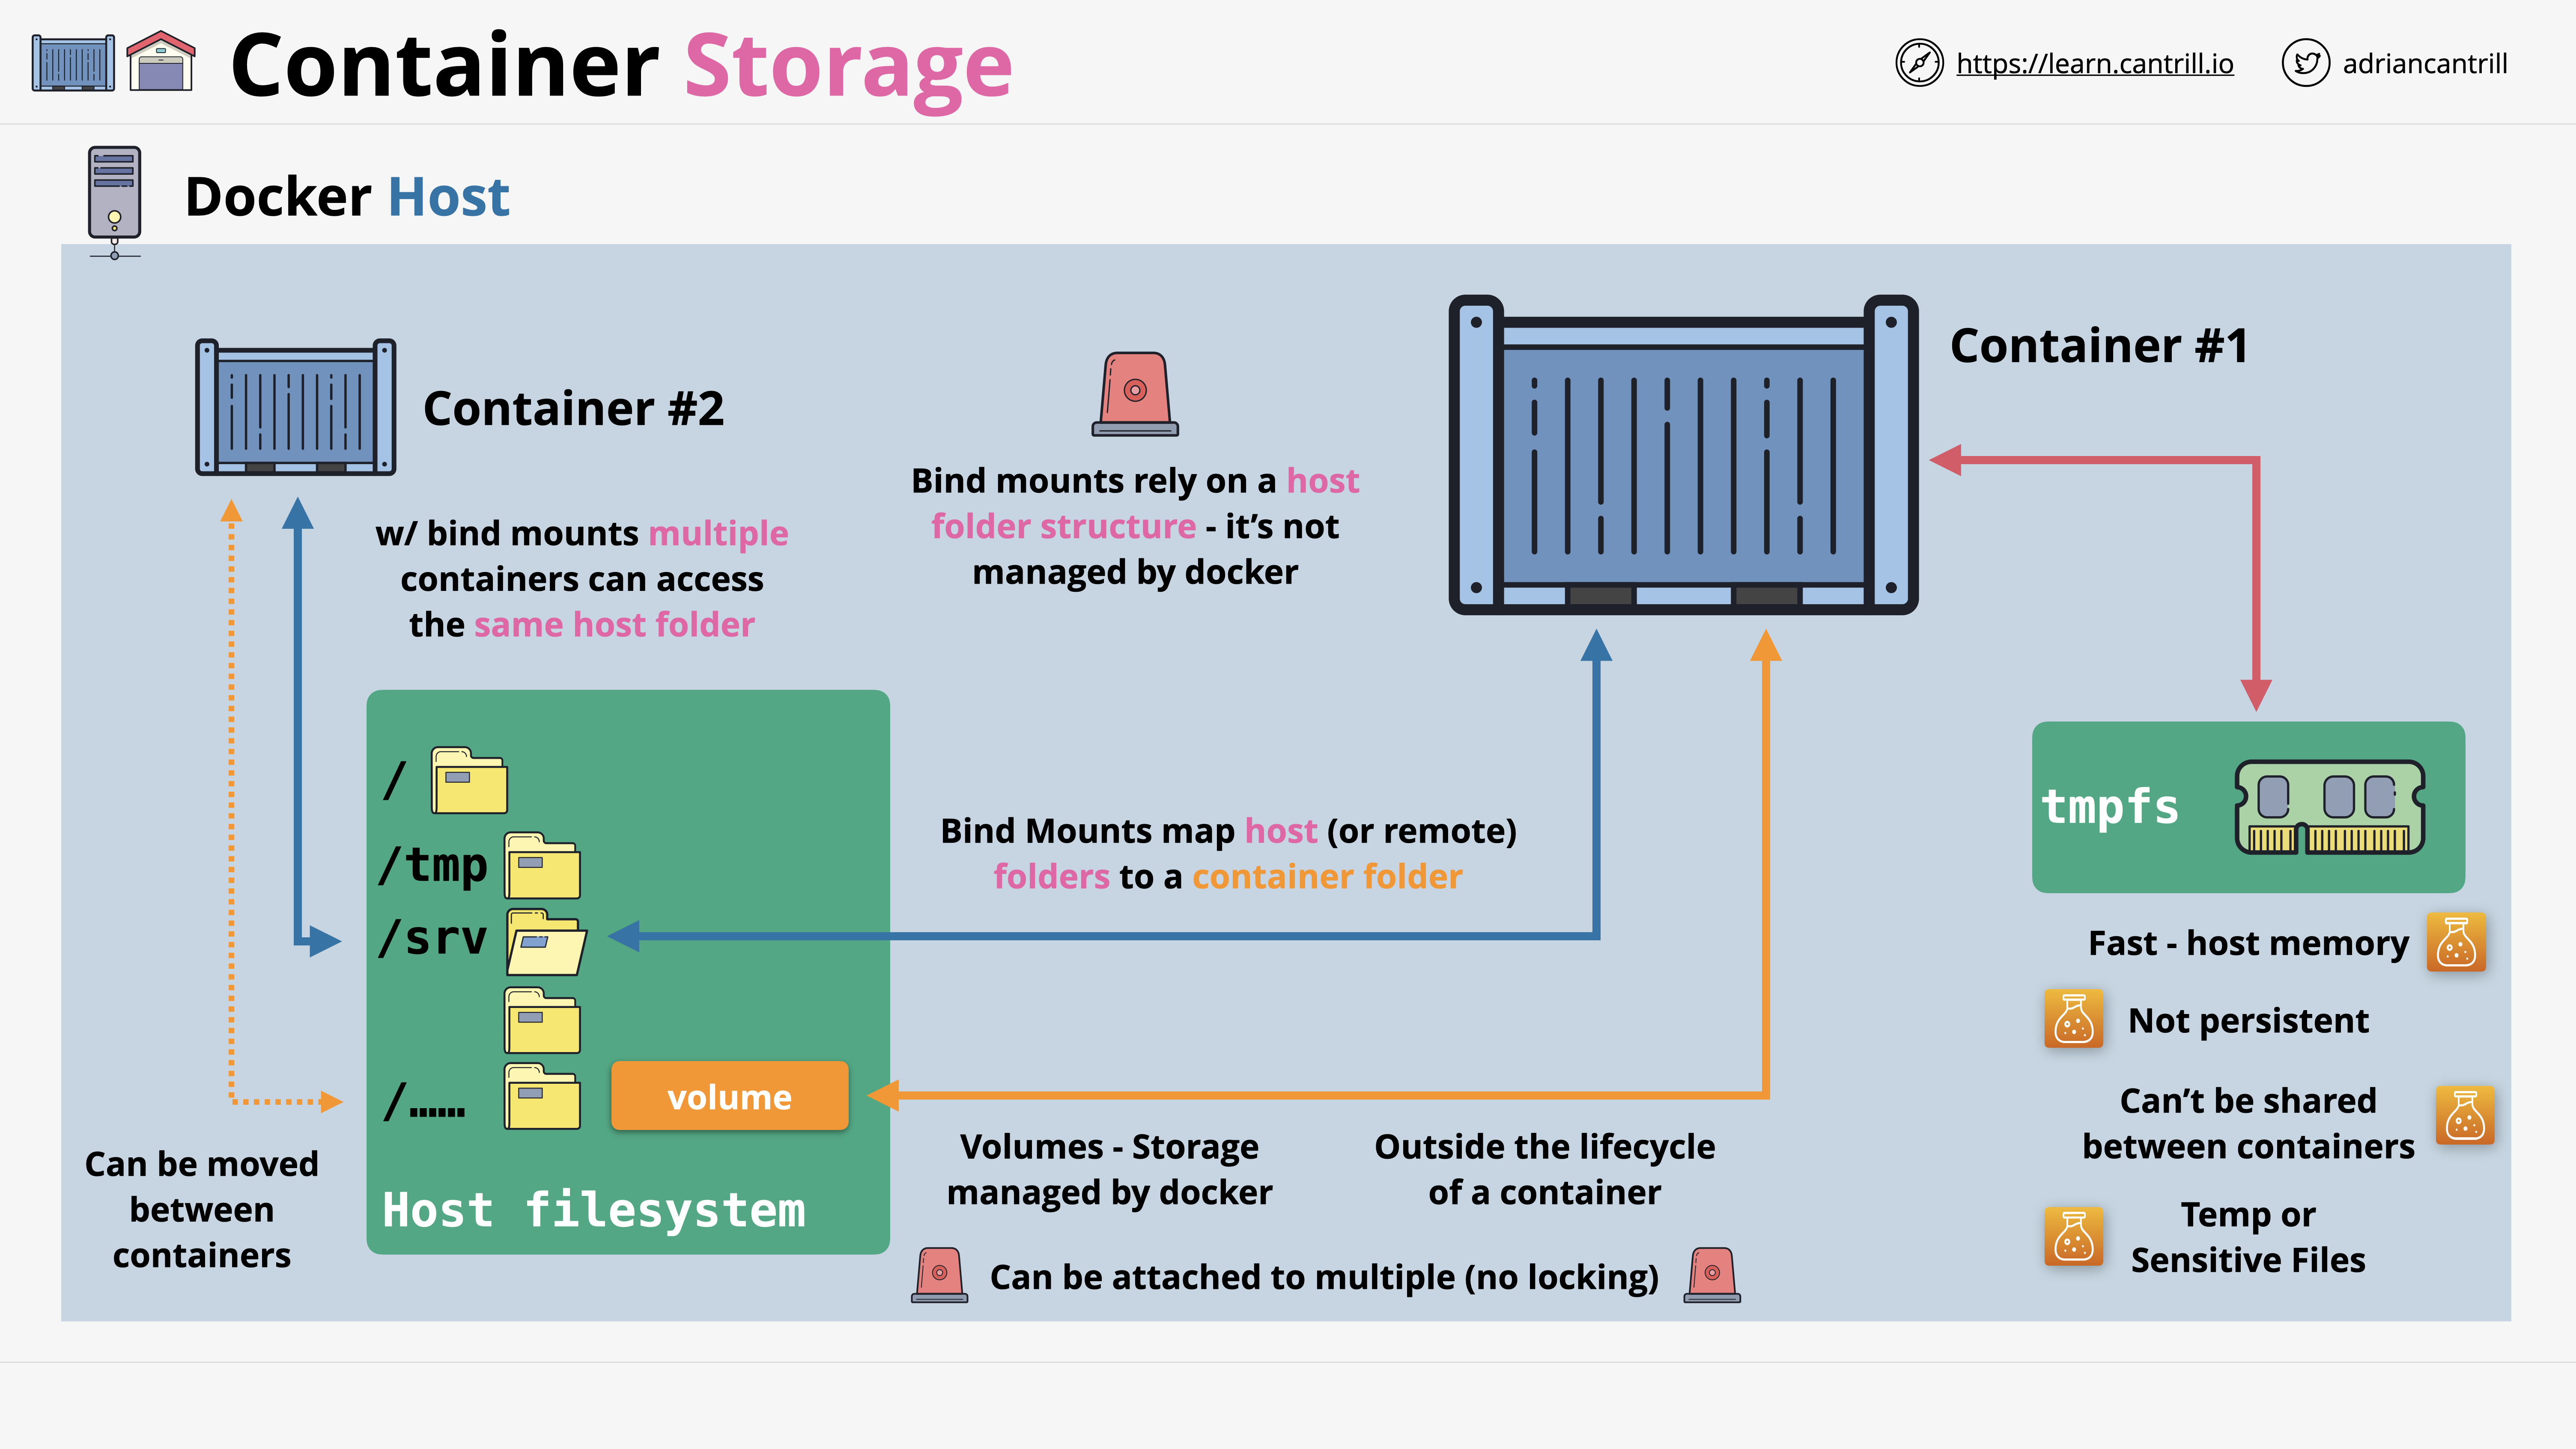 Container Storage
https://learn.cantrill.io
adriancantrill
Docker Host
Container #1
Container #2
Bind mounts rely on a host
folder structure - it’s not
managed by docker
w/ bind mounts multiple
containers can access
the same host folder
/
/tmp
/srv
/......
volume
Host filesystem
Bind Mounts map host (or remote)
folders to a container folder
tmpfs
Fast - host memory
Not persistent
Can’t be shared
between containers
Temp or
Sensitive Files
Can be moved
between
containers
Volumes - Storage
managed by docker
Outside the lifecycle
of a container
Can be attached to multiple (no locking)